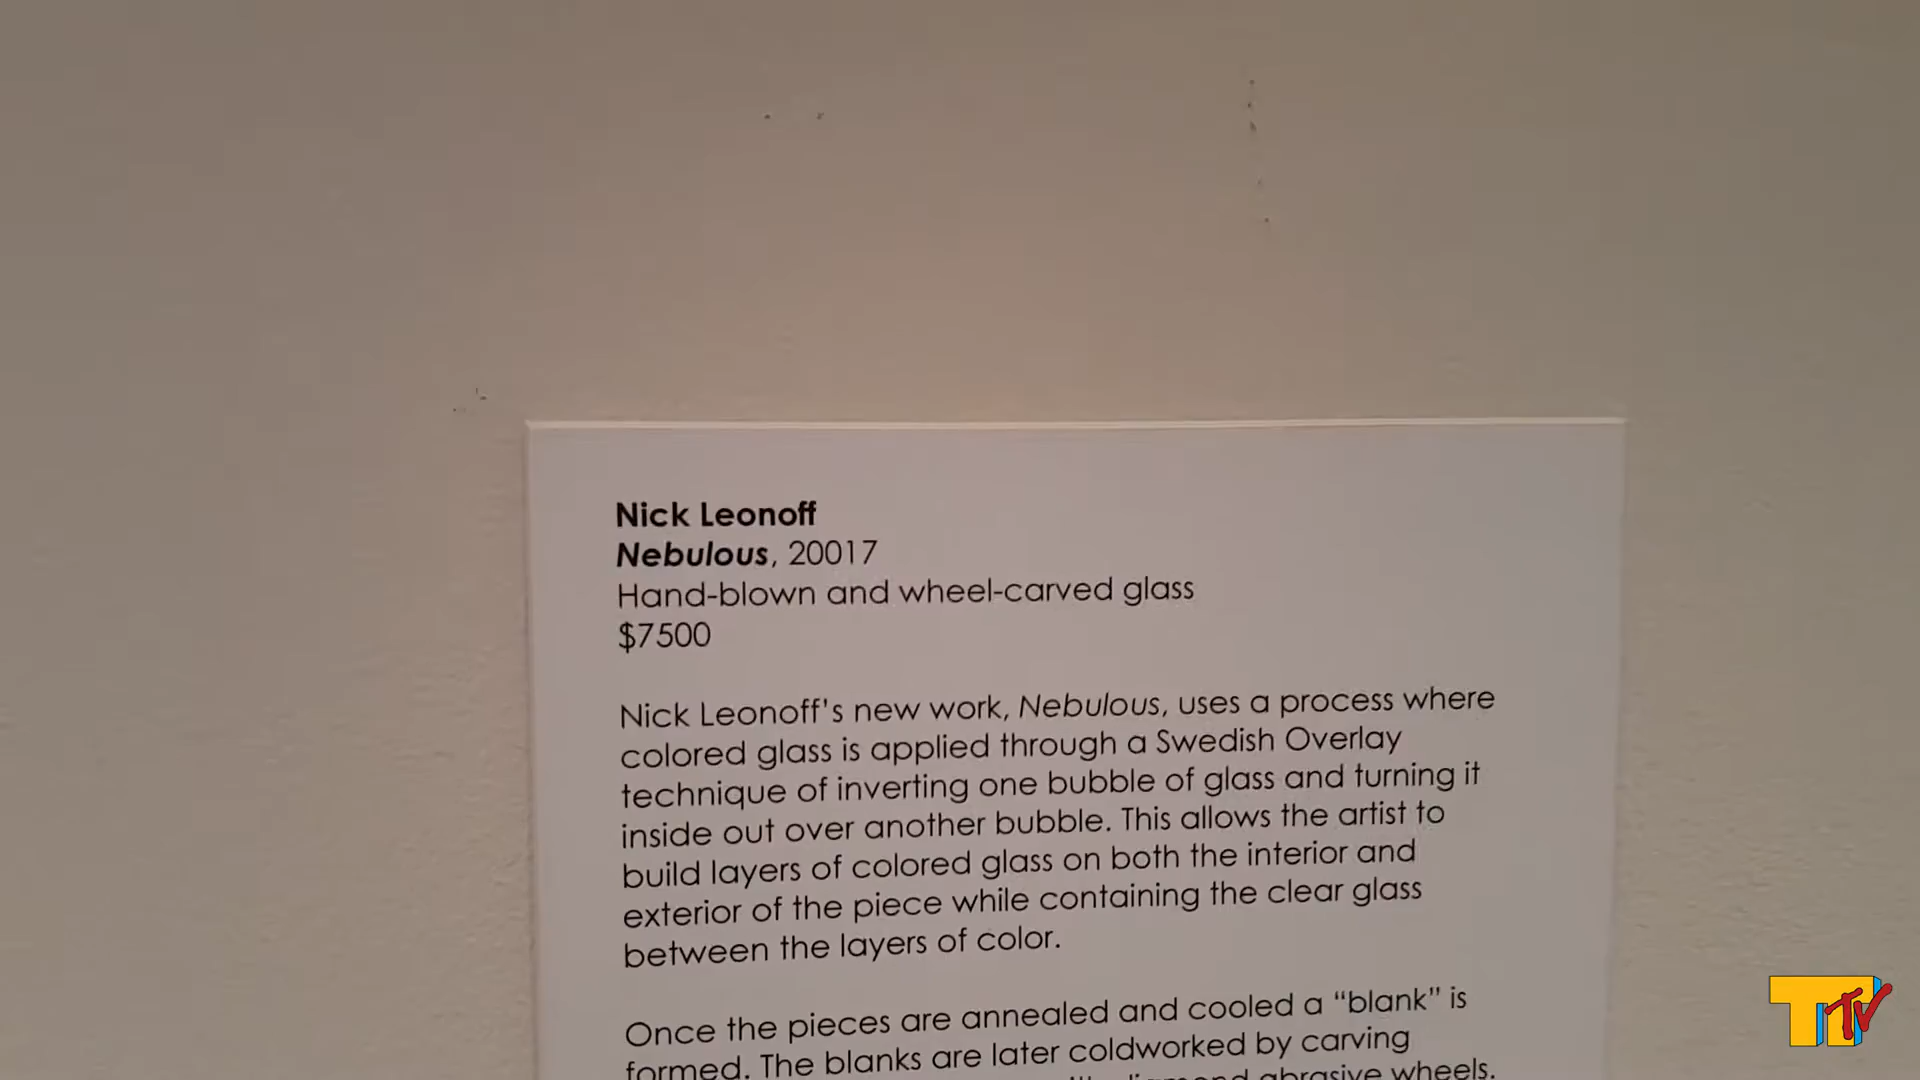 Nick Leonoff
Nebulous, 20017
Hand-blown and wheel-carved glass
$7500
Nick Leonoff's new work, Nebulous, uses a process where
colored glass is applied through a Swedish Overlay
technique of inverting one bubble of glass and turning it
inside out over another bubble. This allows the artist to
build layers of colored glass on both the interior and
exterior of the piece while containing the clear glass
between the layers of color.
Once the pieces are annealed and cooled a “blank” is
formed. The blanks are later coldworked by carving
diamond abrasive wheels.
TV